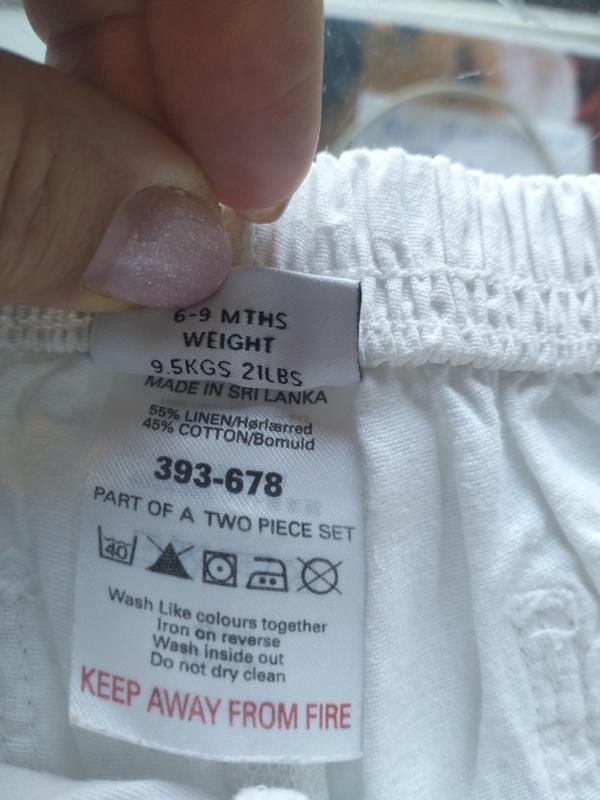 6-9 MTHS
WEIGHT
9.5KGS 21LBS
MADE IN SRI LANKA
55% LINEN/Hørlærred
45% COTTON/Bomuld
393-678
PART OF A TWO PIECE SET
40
Wash Like colours together
Iron on reverse
Wash inside out
Do not dry clean
KEEP AWAY FROM FIRE